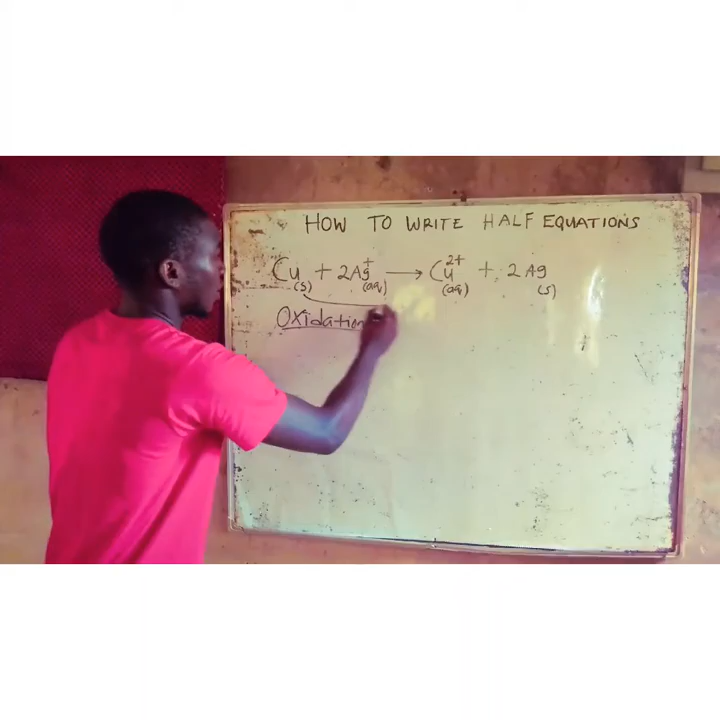 HOW TO WRITE HALF EQUATIONS
Cu(s) + 2Ag⁺(aq) → Cu²⁺(aq) + 2Ag(s)
Oxidation